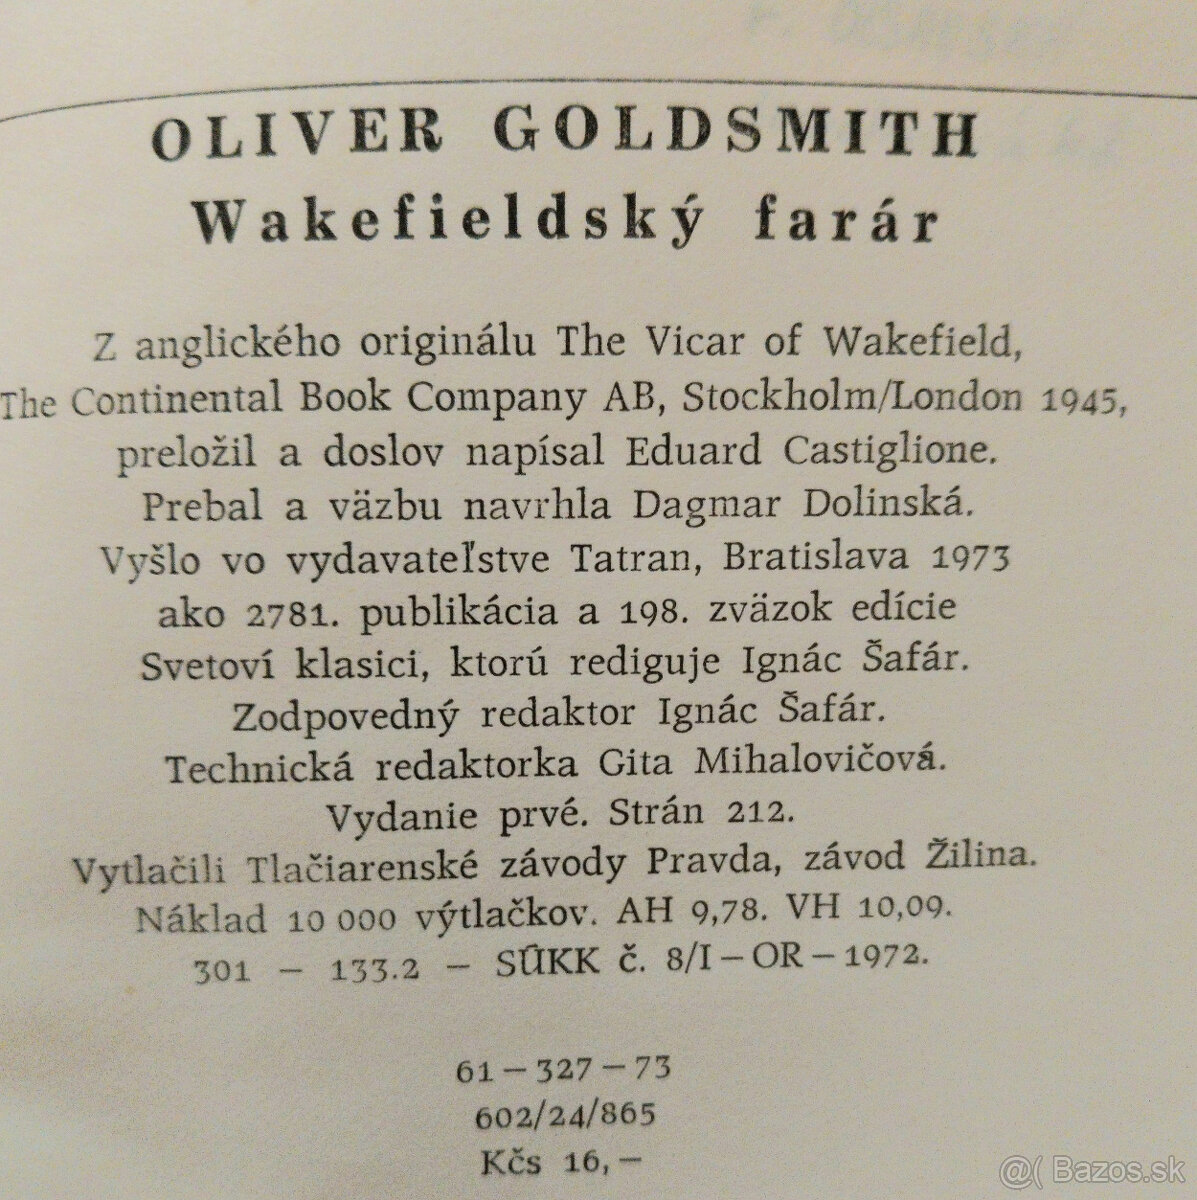 OLIVER GOLDSMITH
Wakefieldský farár
Z anglického originálu The Vicar of Wakefield,
The Continental Book Company AB, Stockholm/London 1945,
preložil a doslov napísal Eduard Castiglione.
Prebal a väzbu navrhla Dagmar Dolinská.
Vyšlo vo vydavateľstve Tatran, Bratislava 1973
ako 2781. publikácia a 198. zväzok edície
Svetoví klasici, ktorú rediguje Ignác Šafár.
Zodpovedný redaktor Ignác Šafár.
Technická redaktorka Gita Mihalovičová.
Vydanie prvé. Strán 212.
Vytlačili Tlačiarenské závody Pravda, závod Žilina.
Náklad 10 000 výtlačkov. AH 9,78. VH 10,09.
301 – 133.2 – SÚKK č. 8/I – OR – 1972.
61 – 327 – 73
602/24/865
Kčs 16,–
@( Bazos.sk